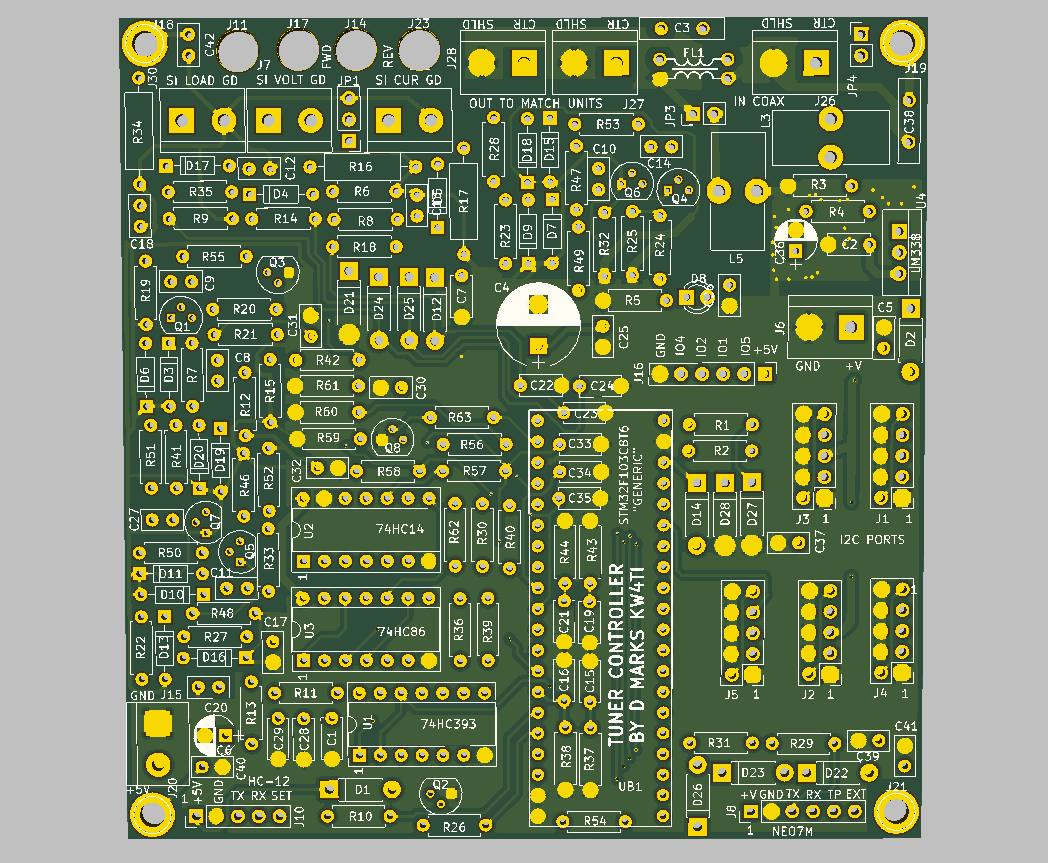 J18
C42
J11
J17
J14
J23
FWD
REV
J28
SHLD
CTR
SHLD
CTR
C3
FL1
SHLD
CTR
JP4
J19
J30
J7
SI LOAD GD
SI VOLT GD
JP1
SI CUR GD
OUT TO MATCH UNITS
J27
JP3
IN COAX
J26
L3
C38
R34
R28
D18
D15
R53
C10
C14
D17
C12
R16
R17
R47
Q6
Q4
R3
R35
D4
R6
R4
U4
R9
R14
R8
C18
R18
R23
D9
D7
R32
R25
R24
C36
C2
LM338
R55
Q3
R49
L5
R19
C9
D21
D24
D25
D12
C7
C4
R5
D8
C5
Q1
R20
C31
R21
C25
J6
D2
GND
IO4
IO2
IO1
IO5
+5V
J16
GND
+V
D6
D3
R7
C8
R42
R12
R15
R61
C30
C22
C24
R60
R63
C23
R59
Q8
R56
C33
R1
R51
R41
D20
D19
R2
C32
R58
R57
C34
R46
R52
C35
STM32F103CBT6
"GENERIC"
D14
D28
D27
J3
1
J1
1
C27
Q7
U2
74HC14
1
R62
R30
R40
R44
R43
C37
I2C PORTS
R50
Q5
R33
D11
C11
D10
R48
C17
U3
74HC86
1
R36
R39
C21
C19
1
R22
D13
R27
D16
C16
C15
TUNER CONTROLLER
BY D MARKS KW4TI
J5
1
J2
1
J4
1
GND
J15
C20
R13
R11
C29
C28
C1
U1
74HC393
1
C6
C40
R38
R37
R31
R29
C39
C41
HC-12
TX RX SET
+5V
J20
1
+5V
GND
J10
D1
Q2
R10
R26
UB1
R54
D26
D23
D22
J21
+V GND TX RX TP EXT
J8
1
NEO7M